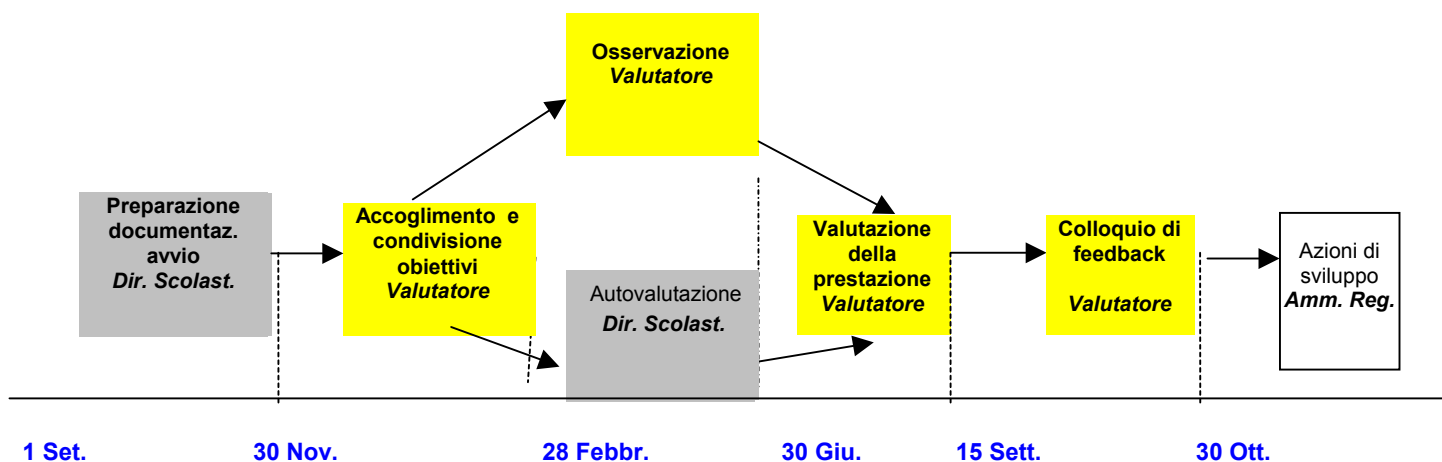 Osservazione
Valutatore
Preparazione
documentaz.
avvio
Dir. Scolast.
Accoglimento e
condivisione
obiettivi
Valutatore
Autovalutazione
Dir. Scolast.
Valutazione
della
prestazione
Valutatore
Colloquio di
feedback
Valutatore
Azioni di
sviluppo
Amm. Reg.
1 Set.
30 Nov.
28 Febbr.
30 Giu.
15 Sett.
30 Ott.